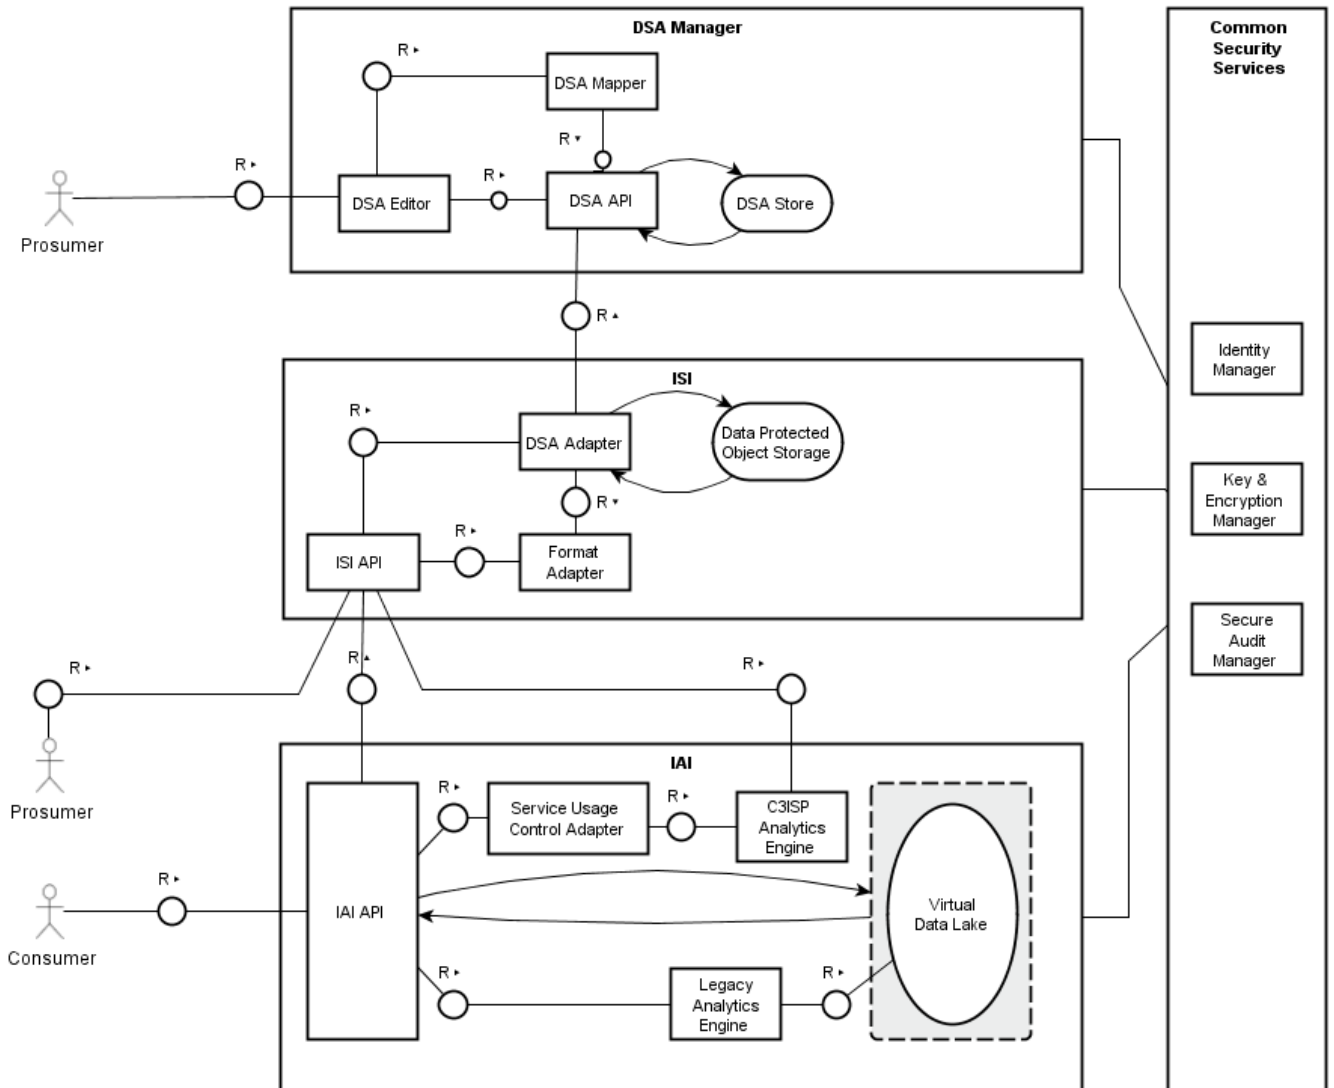 DSA Manager
Common
Security
Services
R ▸
DSA Mapper
R ▾
R ▸
R ▸
DSA Editor
DSA API
DSA Store
Prosumer
R ▴
Identity
Manager
ISI
R ▸
DSA Adapter
Data Protected
Object Storage
R ▾
Key &
Encryption
Manager
R ▸
ISI API
Format
Adapter
Secure
Audit
Manager
R ▸
R ▴
R ▸
Prosumer
IAI
R ▸
Service Usage
Control Adapter
R ▸
C3ISP
Analytics
Engine
R ▸
Consumer
IAI API
Virtual
Data Lake
R ▸
Legacy
Analytics
Engine
R ▸